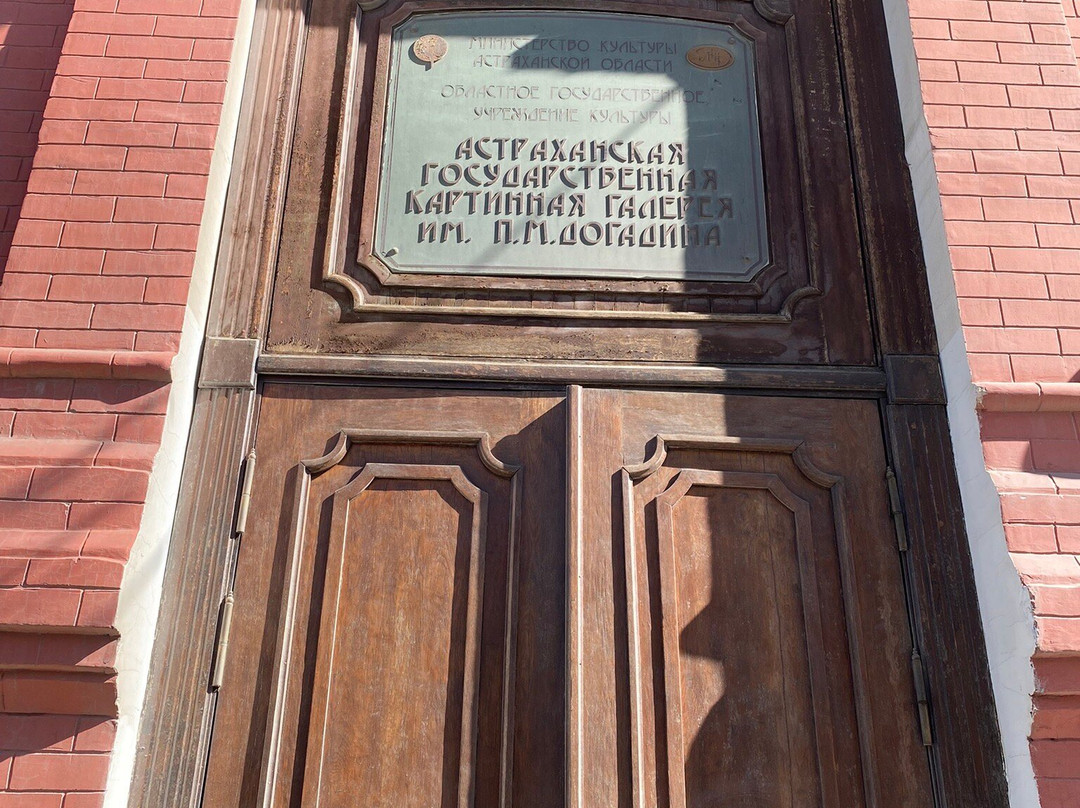 МИНИСТЕРСТВО КУЛЬТУРЫ
АСТРАХАНСКОЙ ОБЛАСТИ
ОБЛАСТНОЕ ГОСУДАРСТВЕННОЕ
УЧРЕЖДЕНИЕ КУЛЬТУРЫ
АСТРАХАНСКАЯ
ГОСУДАРСТВЕННАЯ
КАРТИННАЯ ГАЛЕРЕЯ
ИМ. П.М.ДОГАДИНА